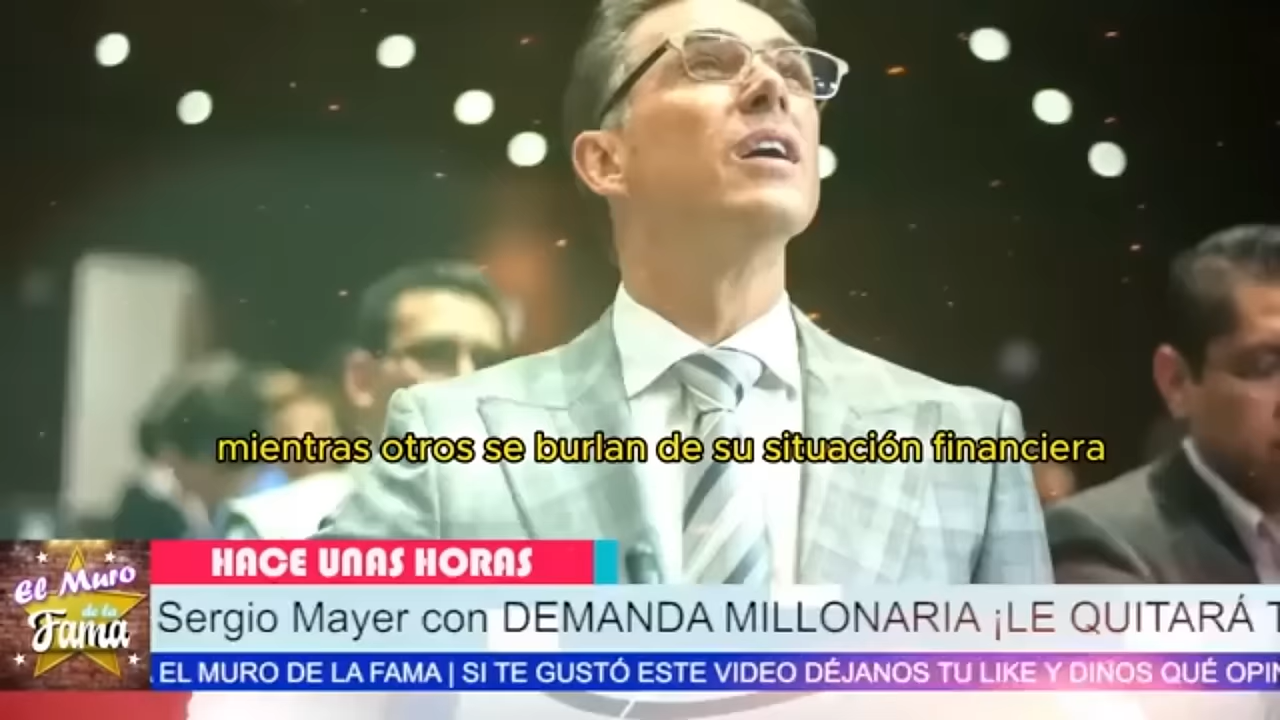 mientras otros se burlan de su situación financiera
HACE UNAS HORAS
El Muro
de la
Fama
Sergio Mayer con DEMANDA MILLONARIA ¡LE QUITARÁ
EL MURO DE LA FAMA | SI TE GUSTÓ ESTE VIDEO DÉJANOS TU LIKE Y DINOS QUÉ